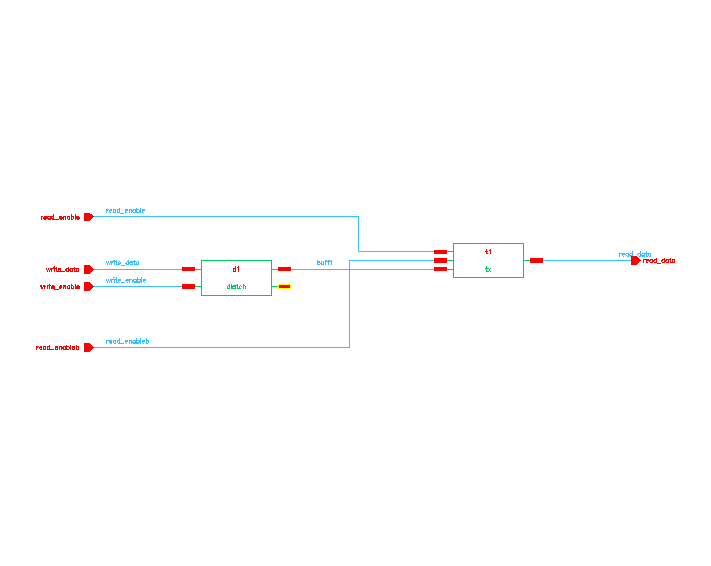 read_enable
read_enable
t1
read_data
read_data
write_data
write_data
d1
buff1
tx
write_enable
write_enable
dlatch
read_enableb
read_enableb